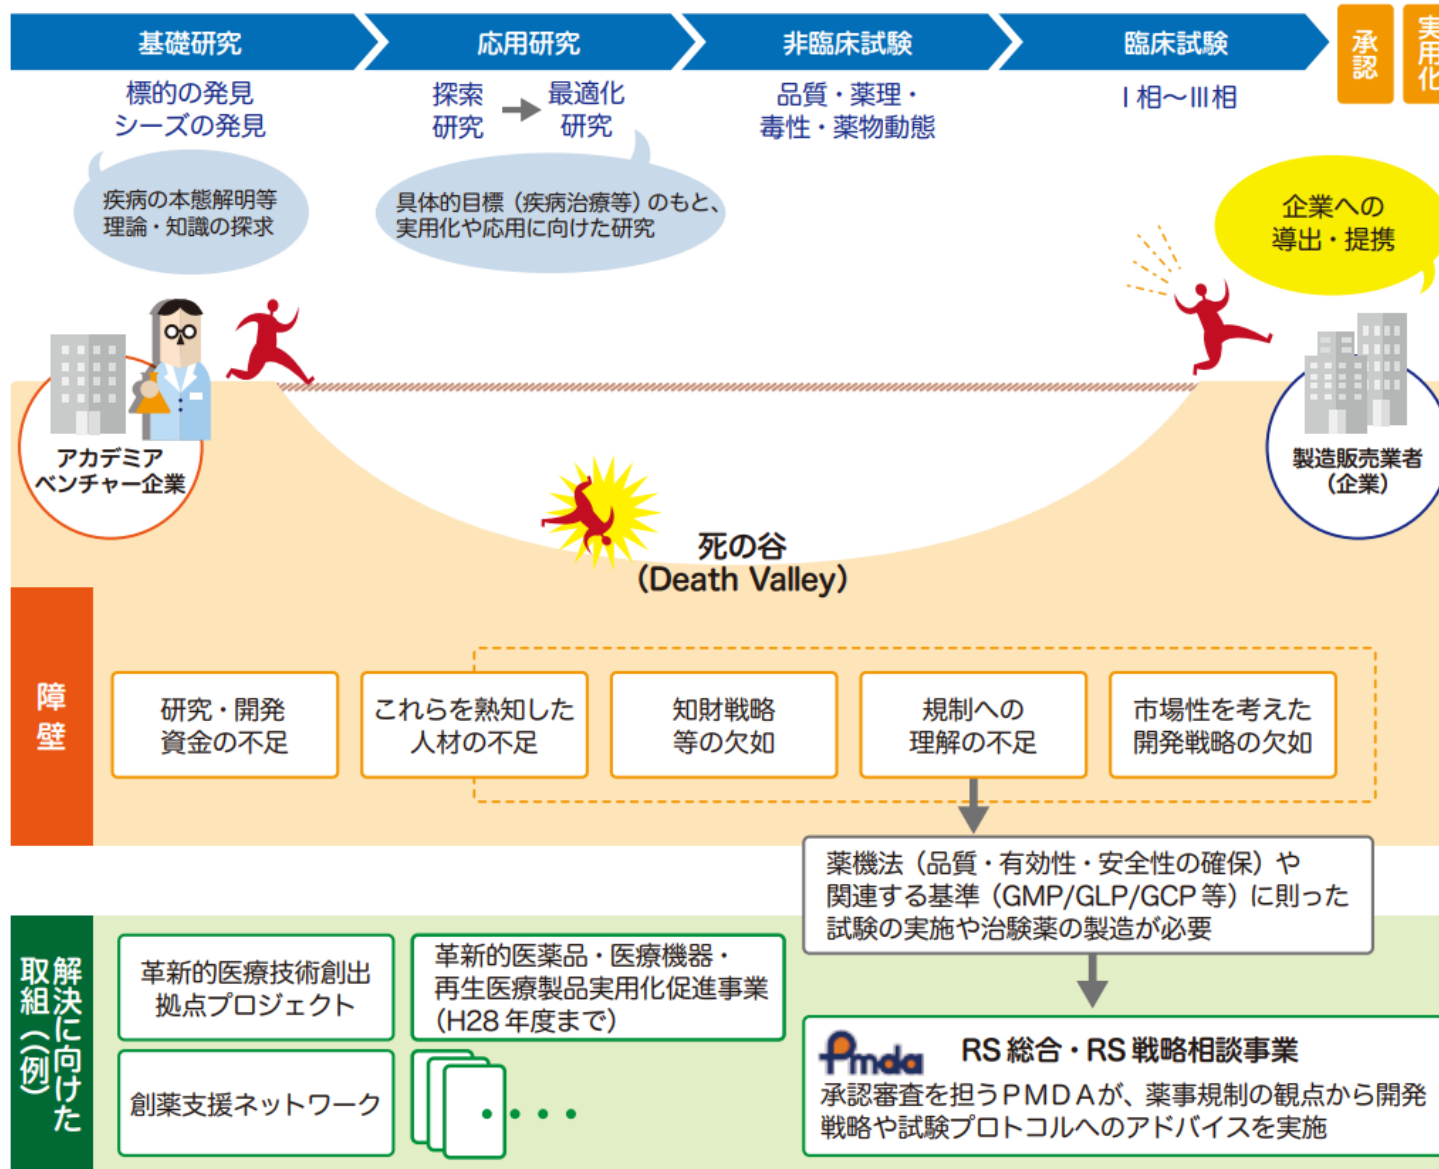 基礎研究
応用研究
非臨床試験
臨床試験
承認
実用化
標的の発見
シーズの発見
探索
研究
最適化
研究
品質・薬理・
毒性・薬物動態
Ⅰ相～Ⅲ相
疾病の本態解明等
理論・知識の探求
具体的目標（疾病治療等）のもと、
実用化や応用に向けた研究
企業への
導出・提携
アカデミア
ベンチャー企業
製造販売業者
（企業）
死の谷
（Death Valley）
障壁
研究・開発
資金の不足
これらを熟知した
人材の不足
知財戦略
等の欠如
規制への
理解の不足
市場性を考えた
開発戦略の欠如
薬機法（品質・有効性・安全性の確保）や
関連する基準（GMP/GLP/GCP 等）に則った
試験の実施や治験薬の製造が必要
解決に向けた
取組（（例）
革新的医療技術創出
拠点プロジェクト
革新的医薬品・医療機器・
再生医療製品実用化促進事業
（H28 年度まで）
創薬支援ネットワーク
Pmda
RS 総合・RS 戦略相談事業
承認審査を担うＰＭＤＡが、薬事規制の観点から開発
戦略や試験プロトコルへのアドバイスを実施